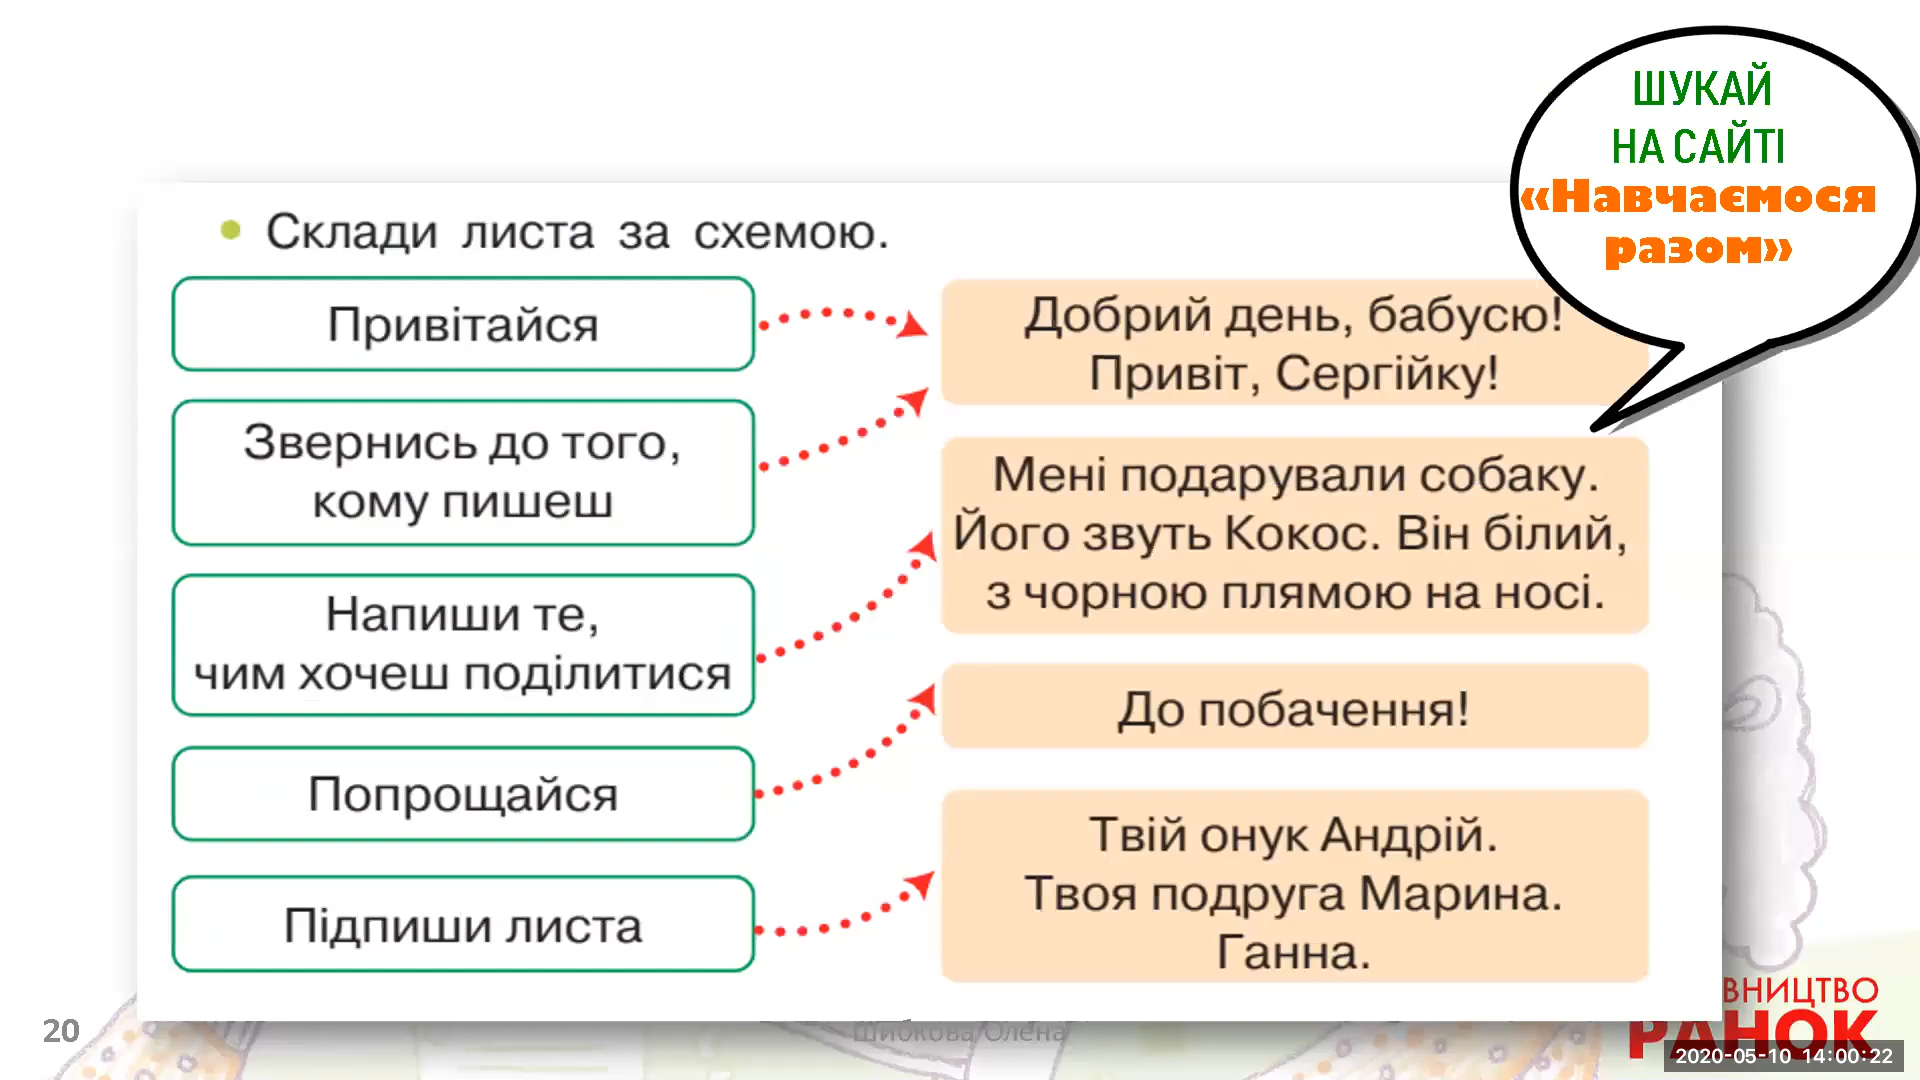 ШУКАЙ
НА САЙТІ
«Навчаємося
разом»
Склади листа за схемою.
Привітайся
Звернись до того,
кому пишеш
Напиши те,
чим хочеш поділитися
Попрощайся
Підпиши листа
Добрий день, бабусю!
Привіт, Сергійку!
Мені подарували собаку.
Його звуть Кокос. Він білий,
з чорною плямою на носі.
До побачення!
Твій онук Андрій.
Твоя подруга Марина.
Ганна.
20
Шибкова Олена
ВНИЦТВО
РАНОК
2020-05-10 14:00:22